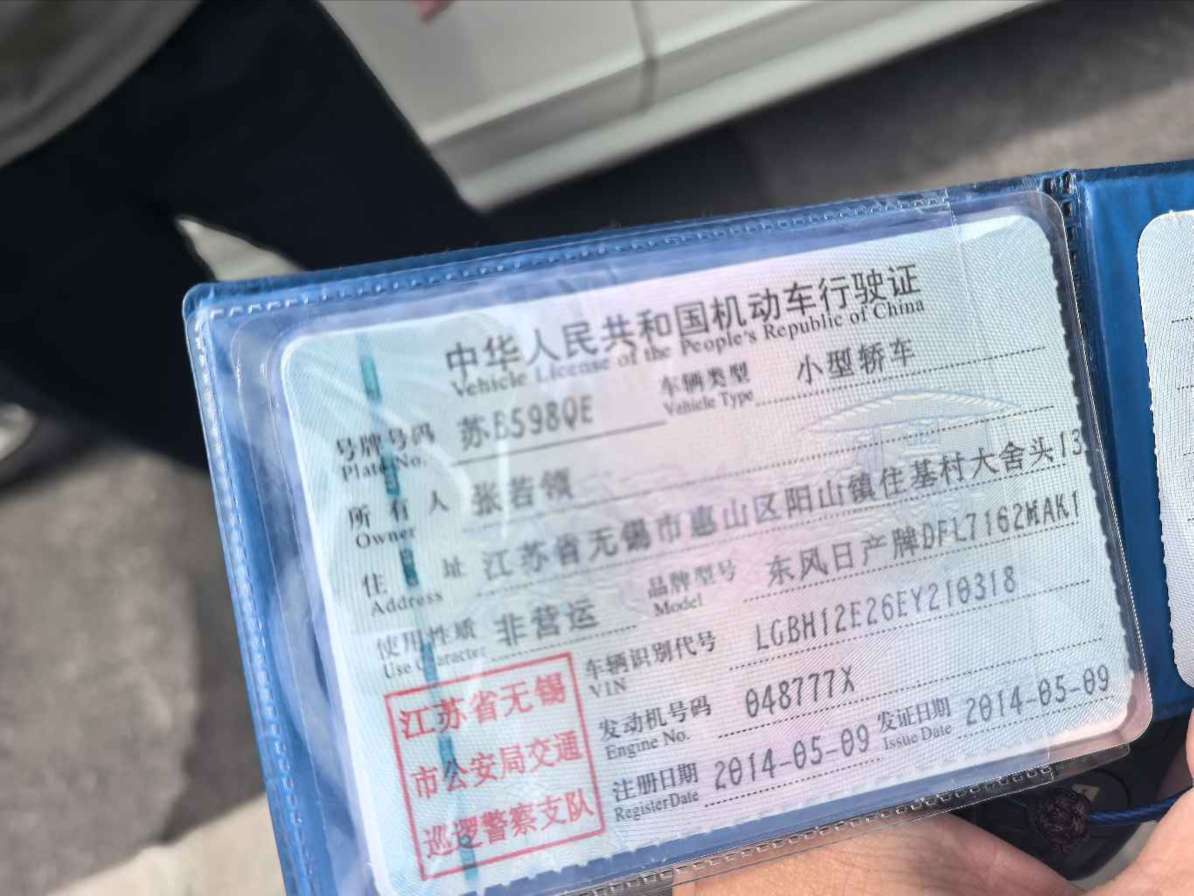 中华人民共和国机动车行驶证
Vehicle License of the People's Republic of China
号牌号码 苏B598QE 车辆类型 小型轿车
Plate No. Vehicle Type
所有人 张若领
Owner
住址 江苏省无锡市惠山区阳山镇住基村大舍头13
Address
使用性质 非营运 品牌型号 东风日产牌DFL7162MAK1
Use Character Model
车辆识别代号 LGBH12E26EY210318
VIN
发动机号码 048777X
Engine No.
注册日期 2014-05-09 发证日期 2014-05-09
Register Date Issue Date
江苏省无锡
市公安局交通
巡逻警察支队